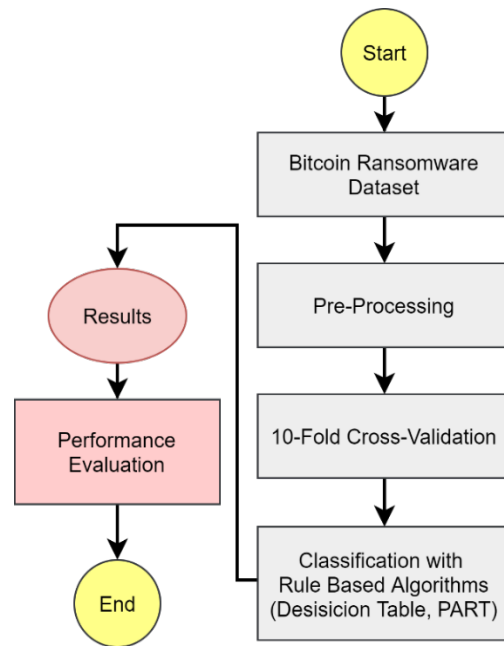 Start
Bitcoin Ransomware
Dataset
Pre-Processing
10-Fold Cross-Validation
Classification with
Rule Based Algorithms
(Desisicion Table, PART)
Results
Performance
Evaluation
End